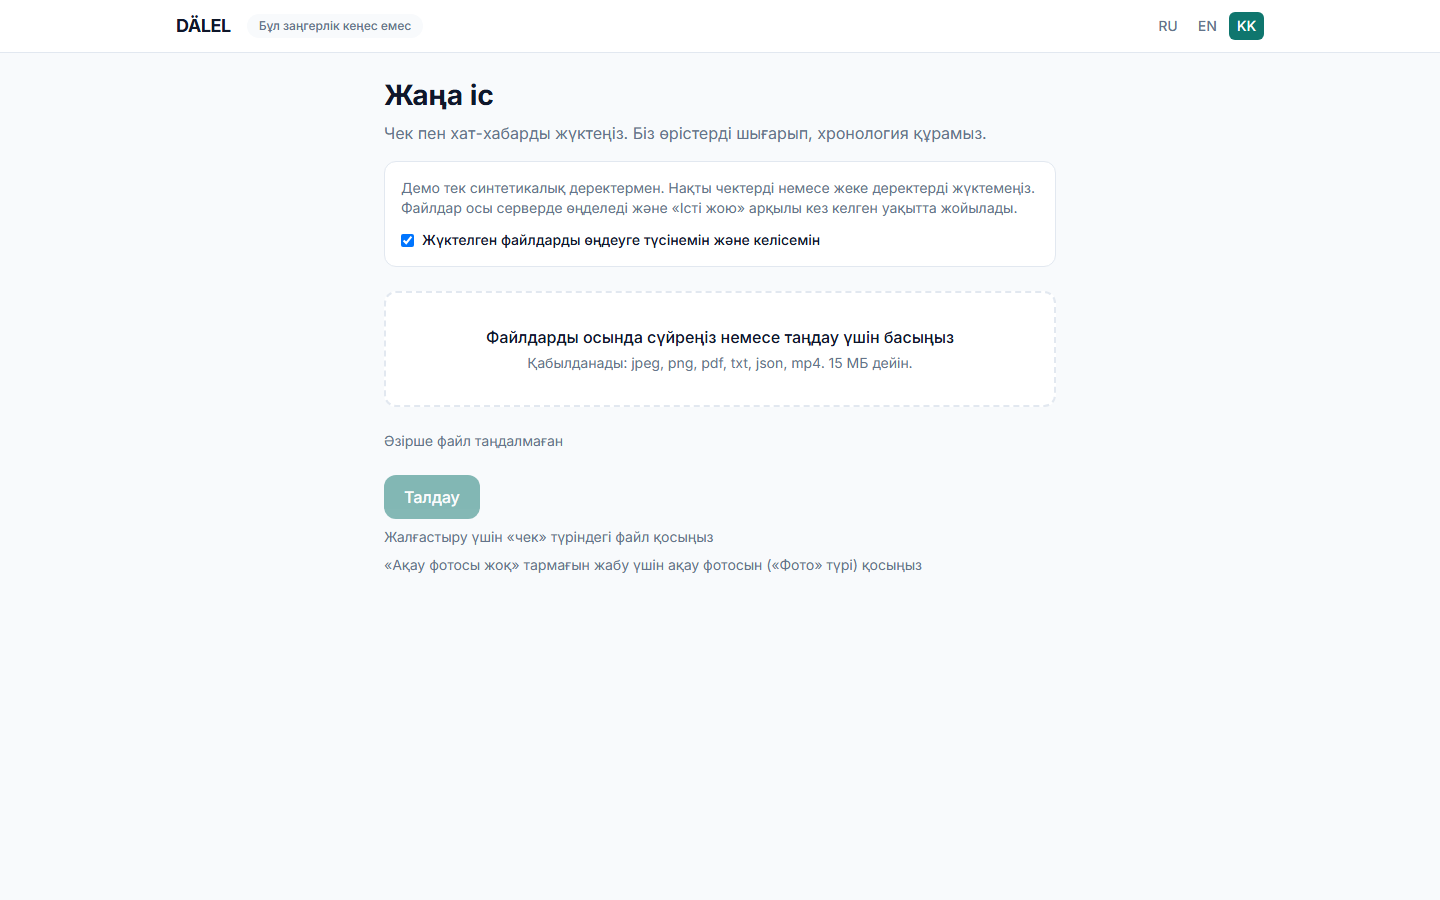 DÄLEL
Бұл заңгерлік кеңес емес
RU EN KK
Жаңа іс
Чек пен хат-хабарды жүктеңіз. Біз өрістерді шығарып, хронология құрамыз.
Демо тек синтетикалық деректермен. Нақты чектерді немесе жеке деректерді жүктемеңіз.
Файлдар осы серверде өңделеді және «Істі жою» арқылы кез келген уақытта жойылады.
Жүктелген файлдарды өңдеуге түсінемін және келісемін
Файлдарды осында сүйреңіз немесе таңдау үшін басыңыз
Қабылданады: jpeg, png, pdf, txt, json, mp4. 15 МБ дейін.
Әзірше файл таңдалмаған
Талдау
Жалғастыру үшін «чек» түріндегі файл қосыңыз
«Ақау фотосы жоқ» тармағын жабу үшін ақау фотосын («Фото» түрі) қосыңыз